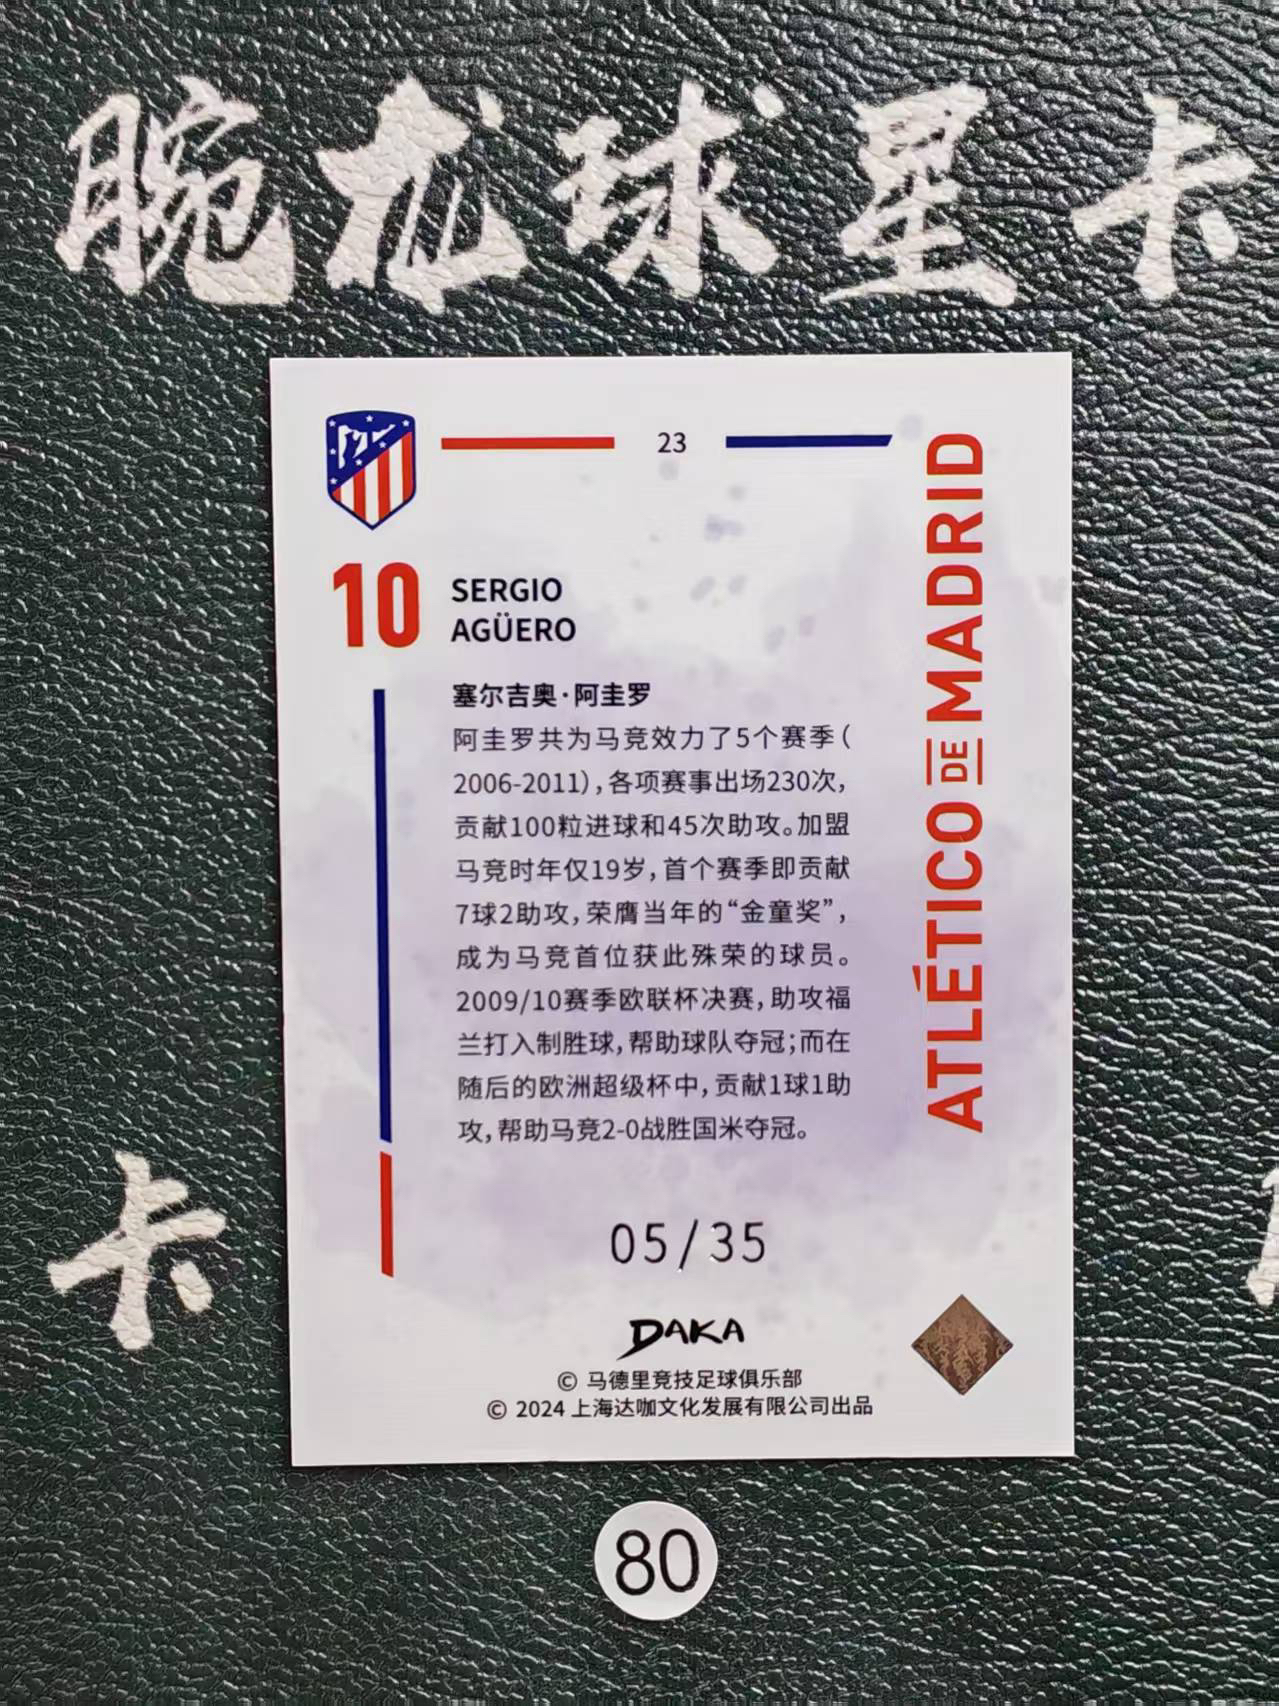 腕尤球星卡
23
10
SERGIO
AGÜERO
塞尔吉奥·阿圭罗
阿圭罗共为马竞效力了5个赛季(
2006-2011),各项赛事出场230次,
贡献100粒进球和45次助攻。加盟
马竞时年仅19岁,首个赛季即贡献
7球2助攻,荣膺当年的“金童奖”,
成为马竞首位获此殊荣的球员。
2009/10赛季欧联杯决赛,助攻福
兰打入制胜球,帮助球队夺冠;而在
随后的欧洲超级杯中,贡献1球1助
攻,帮助马竞2-0战胜国米夺冠。
ATLÉTICO DE MADRID
05/35
DAKA
© 马德里竞技足球俱乐部
© 2024 上海达咖文化发展有限公司出品
卡
80